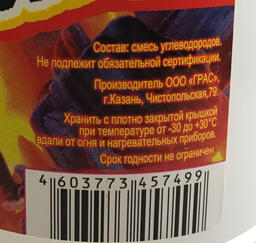 Состав: смесь углеводородов.
Не подлежит обязательной сертификации.
Производитель ООО «ГРАС»,
г.Казань, Чистопольская,79.
Хранить с плотно закрытой крышкой
при температуре от -30 до +30°С
вдали от огня и нагревательных приборов.
Срок годности не ограничен.
4 603773 457499